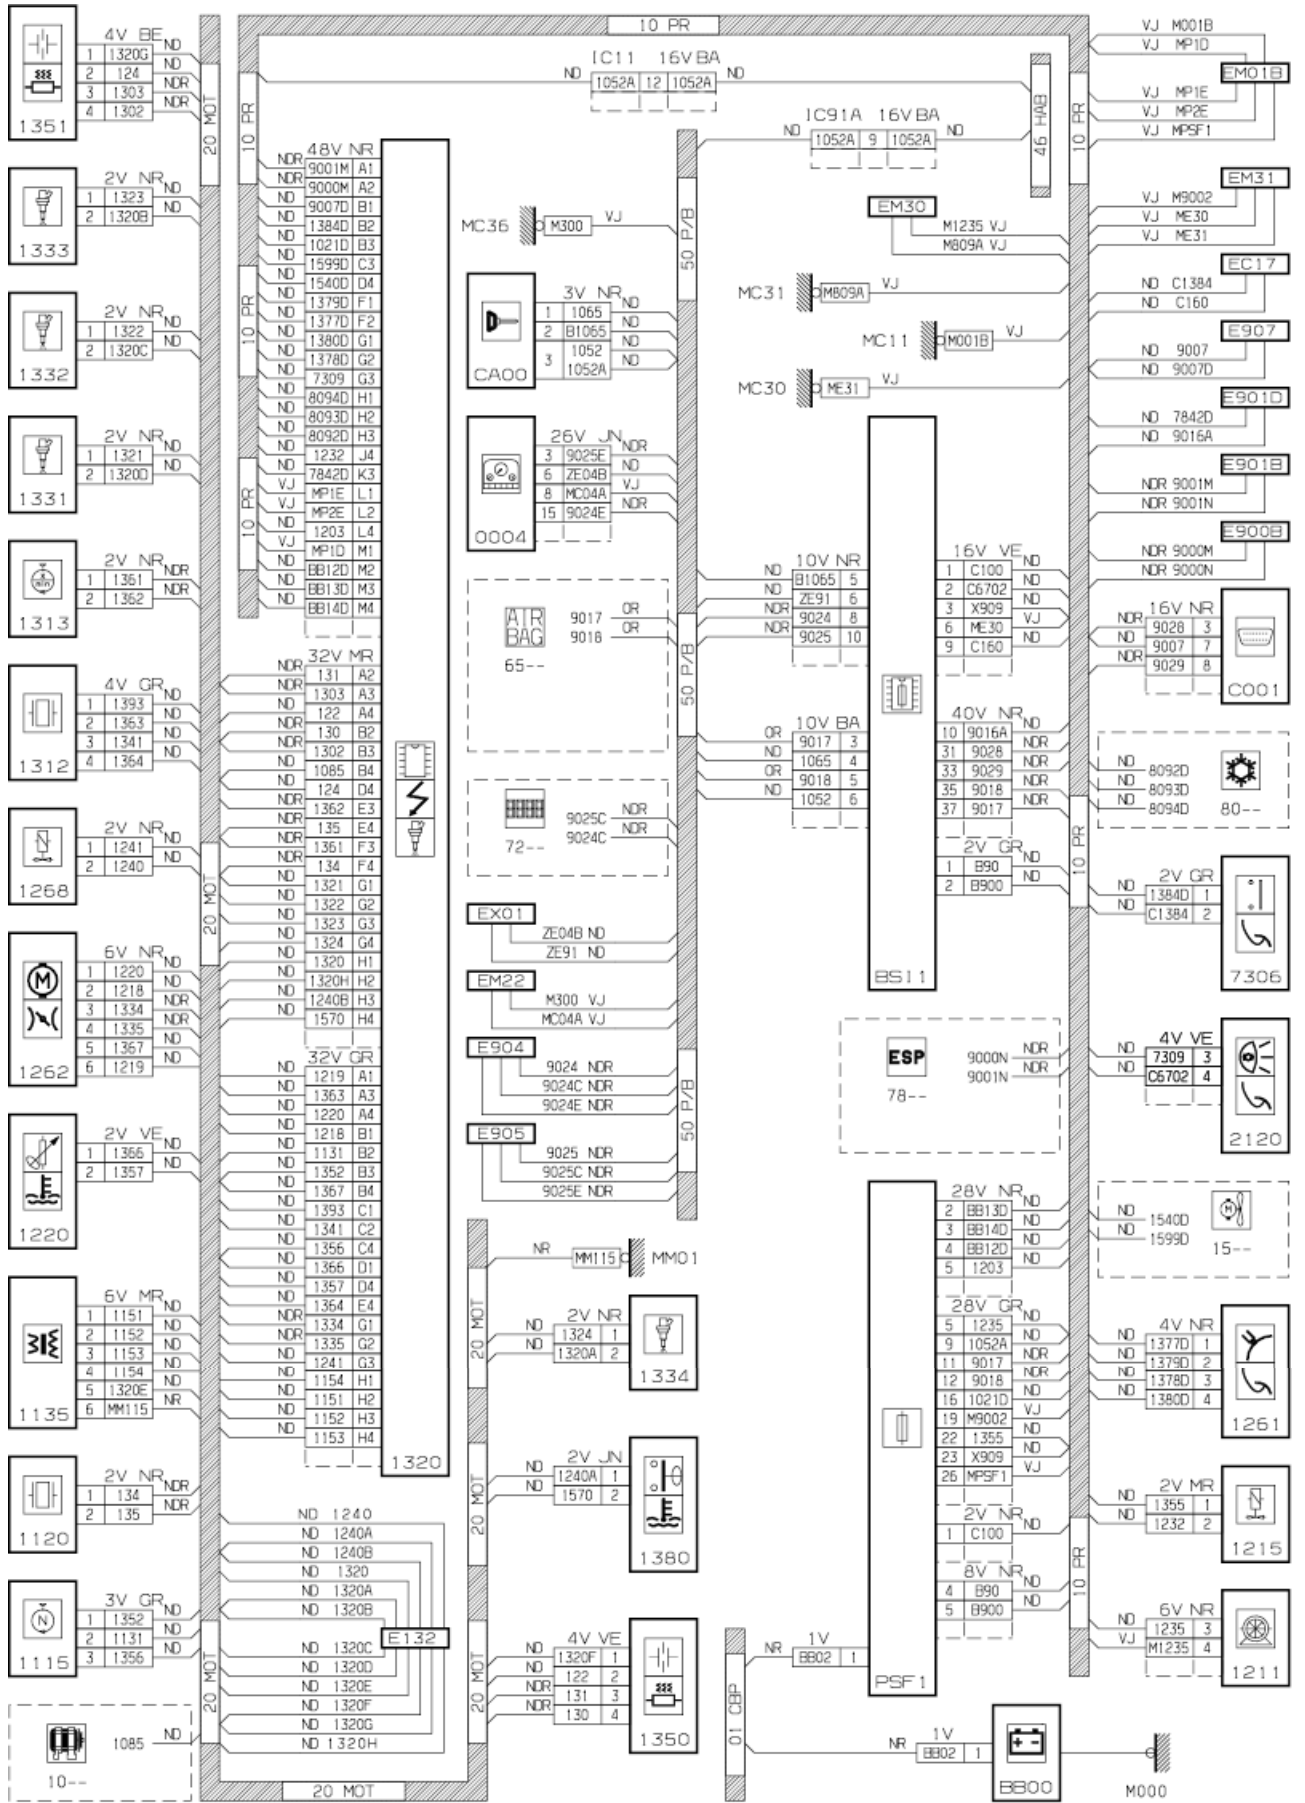 10 PR
4V BE
1 1320G ND
2 124 ND
3 1303 NDR
4 1302 NDR
1351
20 MOT
2V NR
1 1323 ND
2 1320B ND
1333
2V NR
1 1322 ND
2 1320C ND
1332
2V NR
1 1321 ND
2 1320D ND
1331
2V NR
1 1361 NDR
2 1362 NDR
1313
4V GR
1 1393 ND
2 1363 ND
3 1341 ND
4 1364 ND
1312
2V NR
1 1241 ND
2 1240 ND
1268
20 MOT
6V NR
1 1220 ND
2 1218 ND
3 1334 NDR
4 1335 NDR
5 1367 ND
6 1219 ND
M
1262
2V VE
1 1366 ND
2 1357 ND
1220
6V MR
1 1151 ND
2 1152 ND
3 1153 ND
4 1154 ND
5 1320E ND
6 MM115 NR
1135
2V NR
1 134 NDR
2 135 NDR
1120
3V GR
1 1352 ND
2 1131 ND
3 1356 ND
N
1115
20 MOT
1085 ND
10--
10 PR
10 PR
10 PR
48V NR
NDR 9001M A1
NDR 9000M A2
ND 9007D B1
ND 1384D B2
ND 1021D B3
ND 1599D C3
ND 1540D D4
ND 1379D F1
ND 1377D F2
ND 1380D G1
ND 1378D G2
ND 7309 G3
ND 8094D H1
ND 8093D H2
ND 8092D H3
ND 1232 J4
ND 7842D K3
VJ MP1E L1
VJ MP2E L2
ND 1203 L4
VJ MP1D M1
ND BB12D M2
ND BB13D M3
ND BB14D M4
32V MR
NDR 131 A2
NDR 1303 A3
ND 122 A4
NDR 130 B2
NDR 1302 B3
ND 1085 B4
ND 124 D4
NDR 1362 E3
NDR 135 E4
NDR 1361 F3
NDR 134 F4
ND 1321 G1
ND 1322 G2
ND 1323 G3
ND 1324 G4
ND 1320 H1
ND 1320H H2
ND 1240B H3
ND 1570 H4
32V GR
ND 1219 A1
ND 1363 A3
ND 1220 A4
ND 1218 B1
ND 1131 B2
ND 1352 B3
ND 1367 B4
ND 1393 C1
ND 1341 C2
ND 1356 C4
ND 1366 D1
ND 1357 D4
ND 1364 E4
NDR 1334 G1
NDR 1335 G2
ND 1241 G3
ND 1154 H1
ND 1151 H2
ND 1152 H3
ND 1153 H4
1320
ND 1240
ND 1240A
ND 1240B
ND 1320
ND 1320A
ND 1320B
E132
ND 1320C
ND 1320D
ND 1320E
ND 1320F
ND 1320G
ND 1320H
20 MOT
IC11 16V BA
ND 1052A 12 1052A ND
IC91A 16V BA
ND 1052A 9 1052A ND
46 HAB
50 P/B
MC36 M300 VJ
3V NR
1 1065 ND
2 B1065 ND
3 1052 ND
1052A ND
CA00
26V JN
3 9025E NDR
6 ZE04B ND
8 MC04A VJ
15 9024E NDR
0004
AIR BAG
65--
9017 OR
9018 OR
50 P/B
72--
9025C NDR
9024C NDR
EX01
ZE04B ND
ZE91 ND
EM22
M300 VJ
MC04A VJ
E904
9024 NDR
9024C NDR
9024E NDR
E905
9025 NDR
9025C NDR
9025E NDR
50 P/B
20 MOT
NR MM115 MM01
2V NR
ND 1324 1
ND 1320A 2
1334
20 MOT
2V JN
ND 1240A 1
ND 1570 2
1380
20 MOT
4V VE
ND 1320F 1
ND 122 2
NDR 131 3
NDR 130 4
1350
EM30
M1235 VJ
M809A VJ
MC31 M809A VJ
MC11 M001B VJ
MC30 ME31 VJ
10V NR
ND B1065 5
ND ZE91 6
NDR 9024 8
NDR 9025 10
10V BA
OR 9017 3
ND 1065 4
OR 9018 5
ND 1052 6
16V VE
1 C100 ND
2 C6702 ND
3 X909 ND
6 ME30 VJ
9 C160 ND
40V NR
10 9016A ND
31 9028 NDR
33 9029 NDR
35 9018 NDR
37 9017 NDR
2V GR
1 B90 ND
2 B900 ND
BSI1
ESP
78--
9000N NDR
9001N NDR
28V NR
2 BB13D ND
3 BB14D ND
4 BB12D ND
5 1203 ND
28V GR
5 1235 ND
9 1052A ND
11 9017 NDR
12 9018 NDR
16 1021D ND
19 M9002 VJ
22 1355 ND
23 X909 ND
26 MPSF1 VJ
2V NR
1 C100 ND
8V NR
4 B90 ND
5 B900 ND
PSF1
1V
NR BB02 1
01 CBP
1V
NR BB02 1
BB00
M000
10 PR
VJ M001B
VJ MP1D
EM01B
VJ MP1E
VJ MP2E
VJ MPSF1
EM31
VJ M9002
VJ ME30
VJ ME31
EC17
ND C1384
ND C160
E907
ND 9007
ND 9007D
E901D
ND 7842D
ND 9016A
E901B
NDR 9001M
NDR 9001N
E900B
NDR 9000M
NDR 9000N
16V NR
NDR 9028 3
ND 9007 7
NDR 9029 8
C001
ND 8092D
ND 8093D
ND 8094D
80--
10 PR
2V GR
ND 1384D 1
ND C1384 2
7306
4V VE
ND 7309 3
ND C6702 4
2120
ND 1540D
ND 1599D
M
15--
4V NR
ND 1377D 1
ND 1379D 2
ND 1378D 3
ND 1380D 4
1261
2V MR
ND 1355 1
ND 1232 2
1215
10 PR
6V NR
ND 1235 3
VJ M1235 4
1211